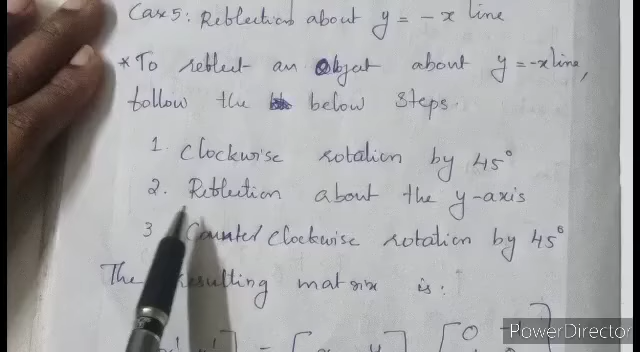 Case 5: Reflection about y = -x line
* To reflect an Object about y = -x line,
follow the below steps.
1. Clockwise rotation by 45°
2. Reflection about the y-axis
3 Counter clockwise rotation by 45°
The resulting matrix is:
PowerDirector